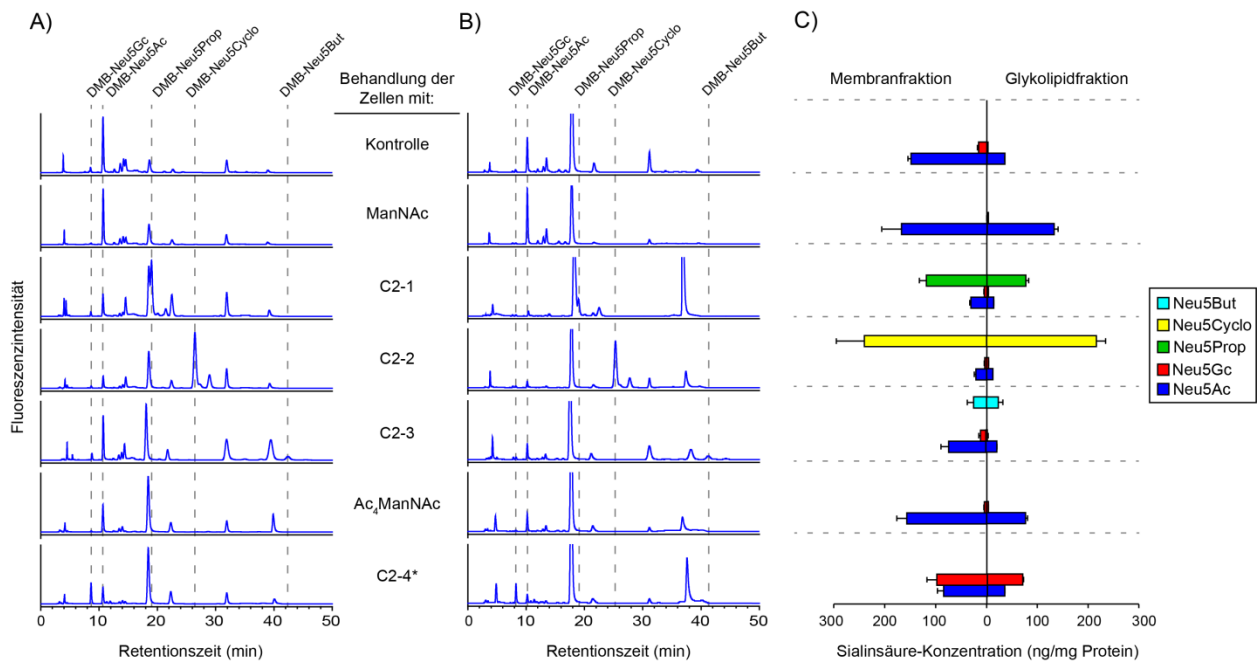 A)
DMB-Neu5Gc
DMB-Neu5Ac
DMB-Neu5Prop
DMB-Neu5Cyclo
DMB-Neu5But
Behandlung der
Zellen mit:
B)
DMB-Neu5Gc
DMB-Neu5Ac
DMB-Neu5Prop
DMB-Neu5Cyclo
DMB-Neu5But
C)
Membranfraktion
Glykolipidfraktion
Kontrolle
ManNAc
C2-1
C2-2
C2-3
Ac₄ManNAc
C2-4*
Fluoreszintensität
0 10 20 30 40 50
Retentionszeit (min)
0 10 20 30 40 50
Retentionszeit (min)
300 200 100 0 100 200 300
Sialinsäure-Konzentration (ng/mg Protein)
Neu5But
Neu5Cyclo
Neu5Prop
Neu5Gc
Neu5Ac